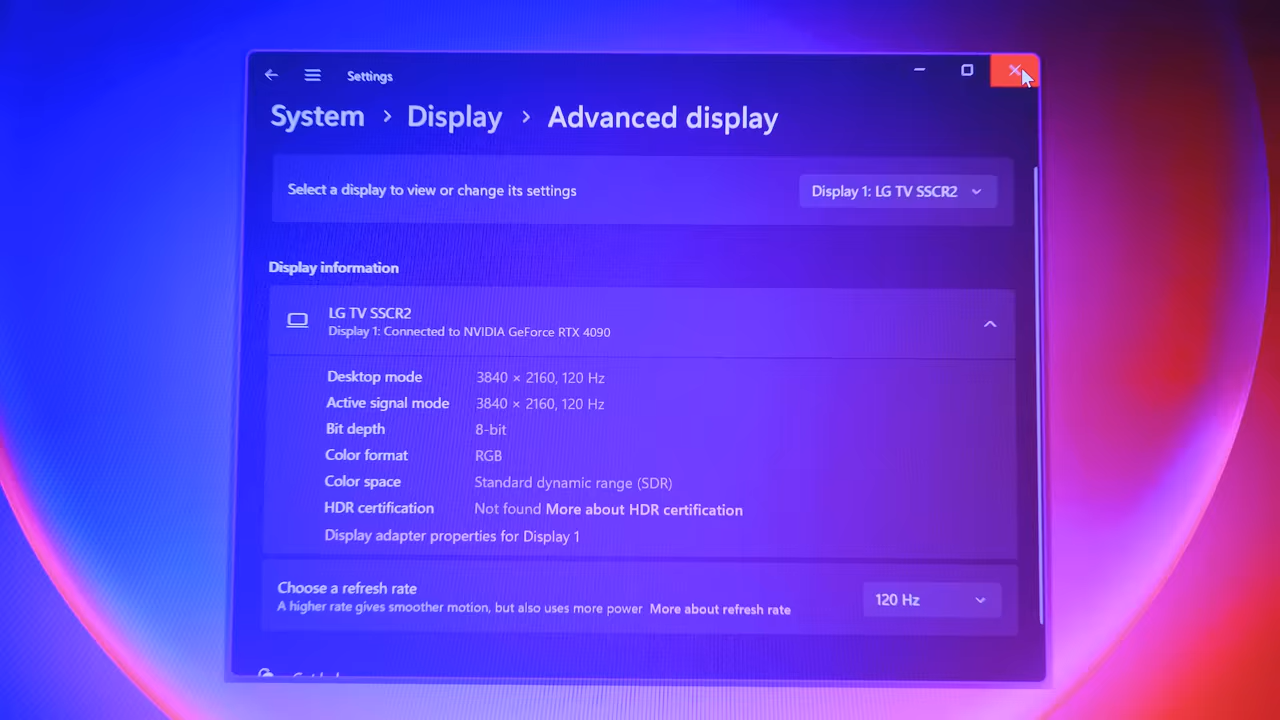 Settings
System > Display > Advanced display
Select a display to view or change its settings
Display 1: LG TV SSCR2
Display information
LG TV SSCR2
Display 1: Connected to NVIDIA GeForce RTX 4090
Desktop mode 3840 × 2160, 120 Hz
Active signal mode 3840 × 2160, 120 Hz
Bit depth 8-bit
Color format RGB
Color space Standard dynamic range (SDR)
HDR certification Not found More about HDR certification
Display adapter properties for Display 1
Choose a refresh rate
A higher rate gives smoother motion, but also uses more power More about refresh rate
120 Hz